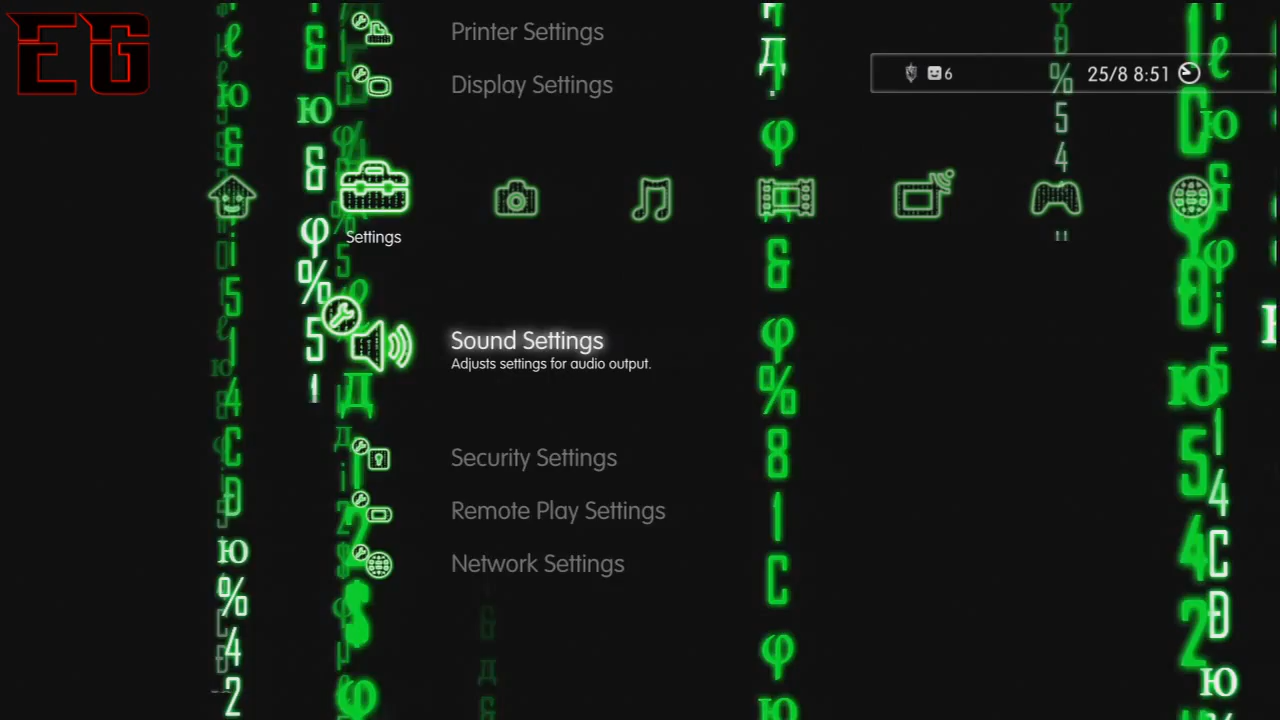 EG
Printer Settings
Display Settings
6
25/8 8:51
Settings
Sound Settings
Adjusts settings for audio output.
Security Settings
Remote Play Settings
Network Settings